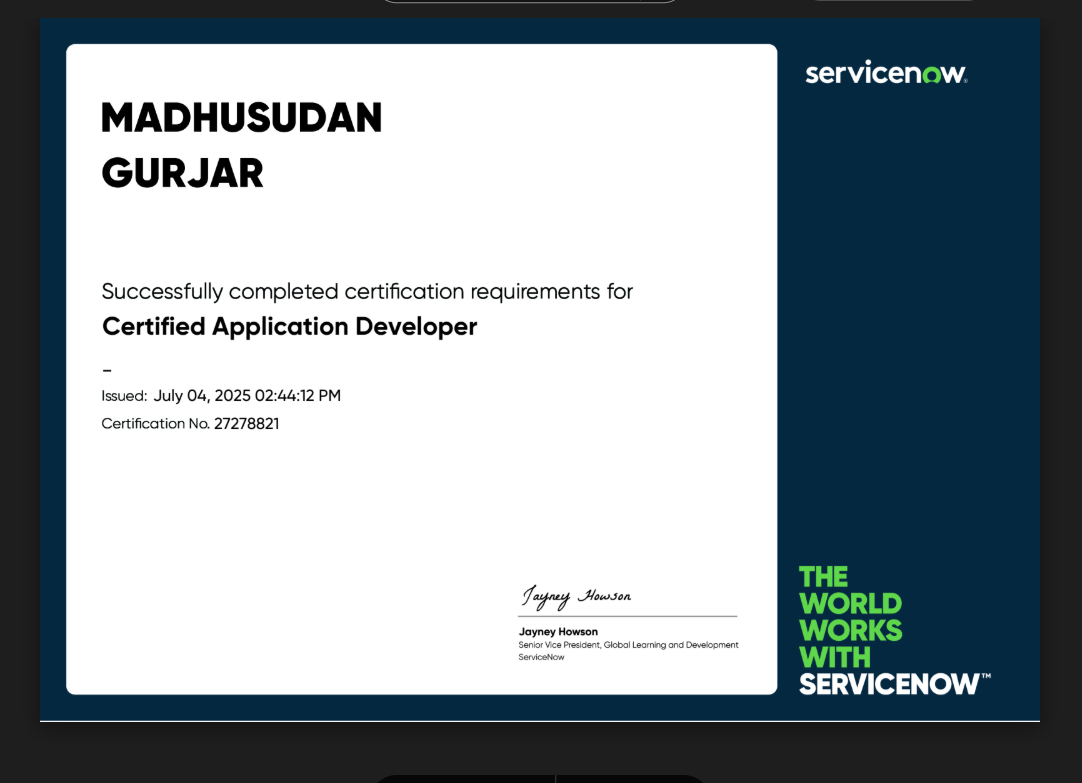 MADHUSUDAN
GURJAR
Successfully completed certification requirements for
Certified Application Developer
–
Issued: July 04, 2025 02:44:12 PM
Certification No. 27278821
Jayney Howson
Jayney Howson
Senior Vice President, Global Learning and Development
ServiceNow
servicenow®
THE
WORLD
WORKS
WITH
SERVICENOW™